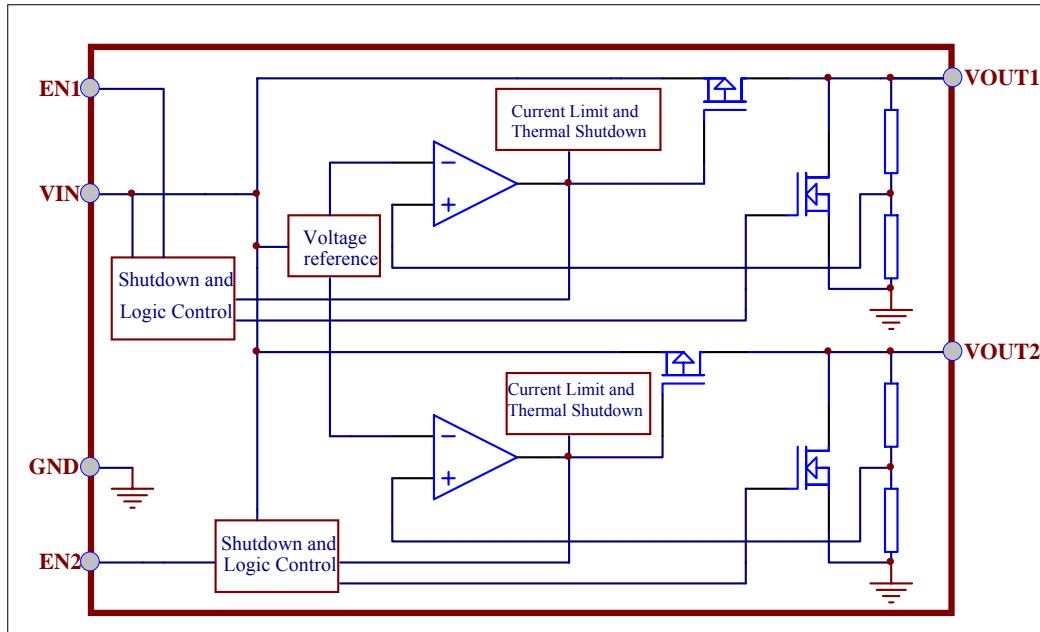 EN1
VOUT1
Current Limit and
Thermal Shutdown
−
VIN
+
Voltage
reference
Shutdown and
Logic Control
VOUT2
Current Limit and
Thermal Shutdown
−
GND
+
Shutdown and
Logic Control
EN2